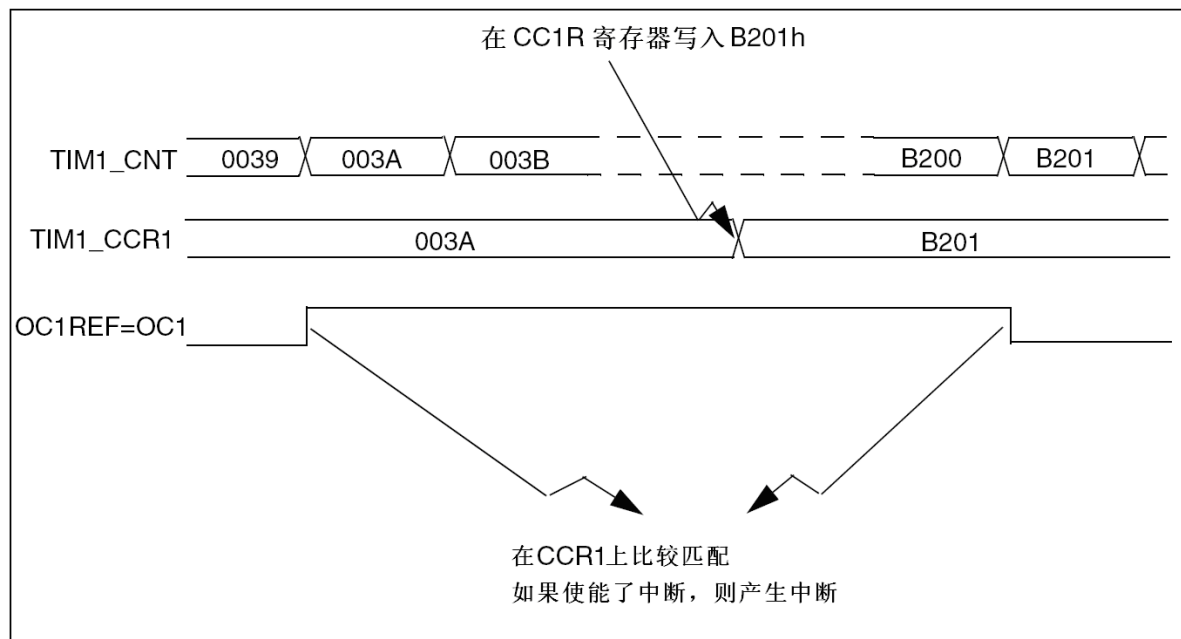 在 CC1R 寄存器写入 B201h
TIM1_CNT 0039 003A 003B B200 B201
TIM1_CCR1 003A B201
OC1REF=OC1
在CCR1上比较匹配
如果使能了中断，则产生中断